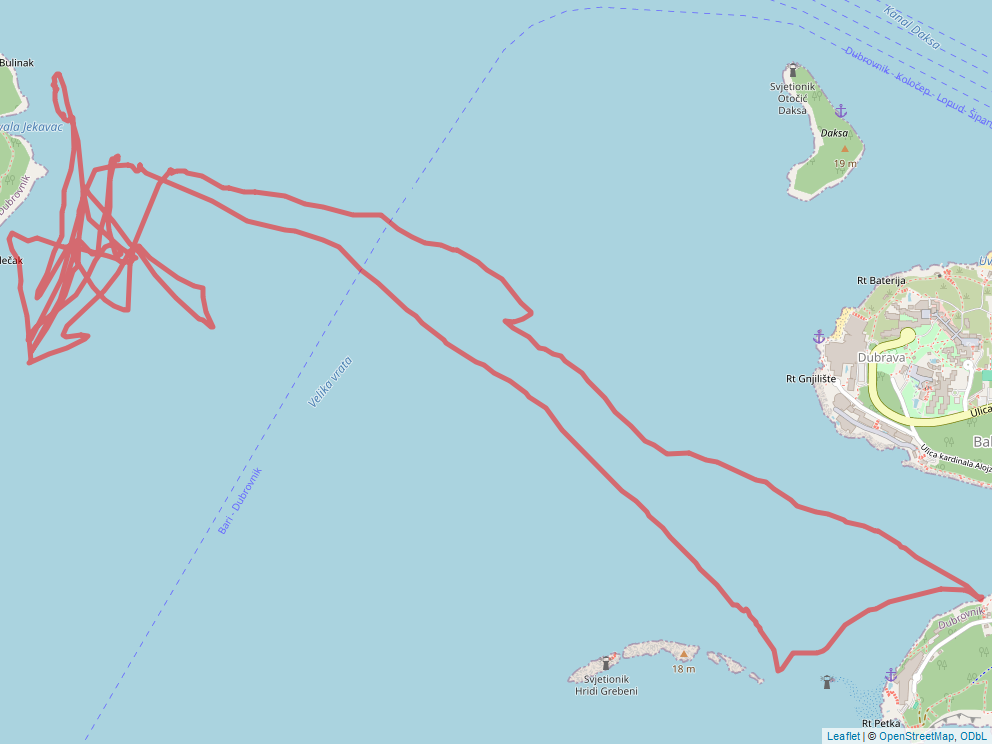 Kanal Daksa
Dubrovnik - Koločep - Lopud - Šipan
Bulinak
Svjetionik
Otočić
Daksa
vala Jekavac
Daksa
19 m
Dubrovnik
Rt Baterija
Dubrava
Velika vrata
Rt Gnjilište
Ulica
Bal
Ulica kardinala Alojz
Bari - Dubrovnik
Dubrovnik
18 m
Svjetionik
Hridi Grebeni
Rt Petka
Leaflet | © OpenStreetMap, ODbL